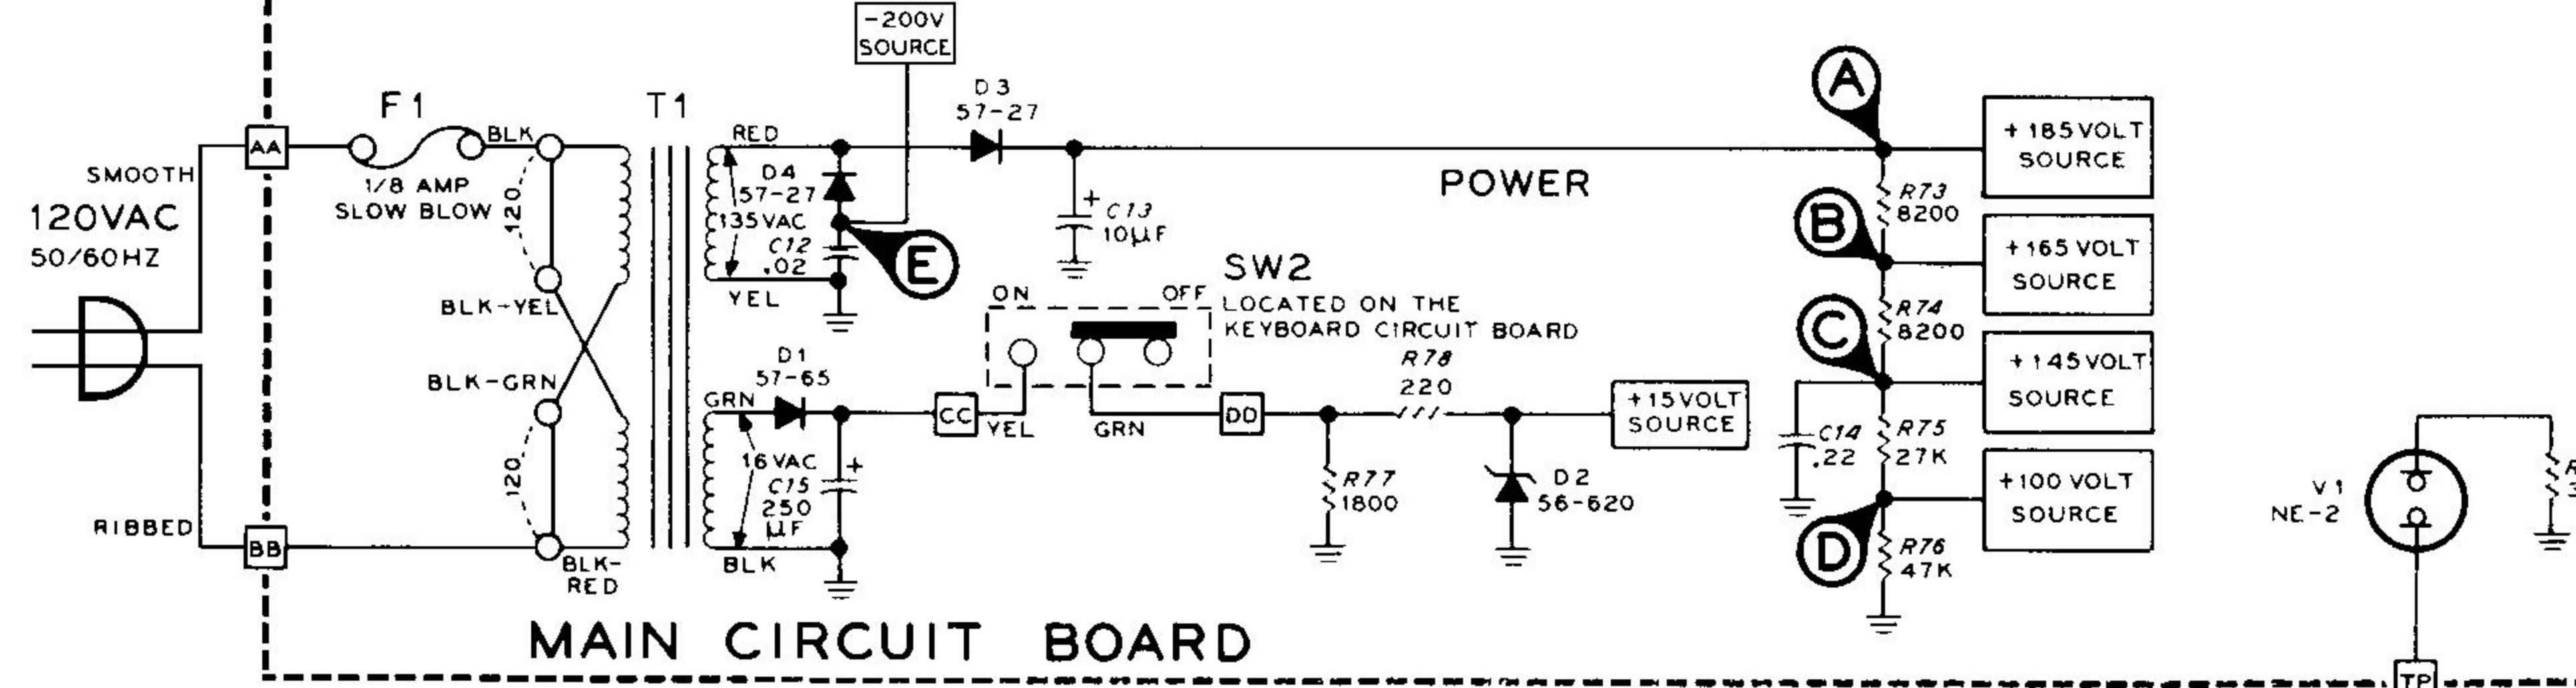 -200V
SOURCE
AA
BB
SMOOTH
120VAC
50/60HZ
RIBBED
F1
1/8 AMP
SLOW BLOW
BLK
120
BLK-YEL
BLK-GRN
120
BLK-
RED
T1
RED
D4
57-27
135VAC
C12
.02
YEL
E
D3
57-27
+
C13
10µF
GRN
D1
57-65
16VAC
+
C15
250
µF
BLK
CC
YEL
SW2
LOCATED ON THE
KEYBOARD CIRCUIT BOARD
ON
OFF
GRN
DD
R77
1800
R78
220
D2
56-620
+15VOLT
SOURCE
POWER
A
B
C
D
R73
8200
R74
8200
C14
.22
R75
27K
R76
47K
+185VOLT
SOURCE
+165 VOLT
SOURCE
+145 VOLT
SOURCE
+100 VOLT
SOURCE
V1
NE-2
TP
MAIN CIRCUIT BOARD